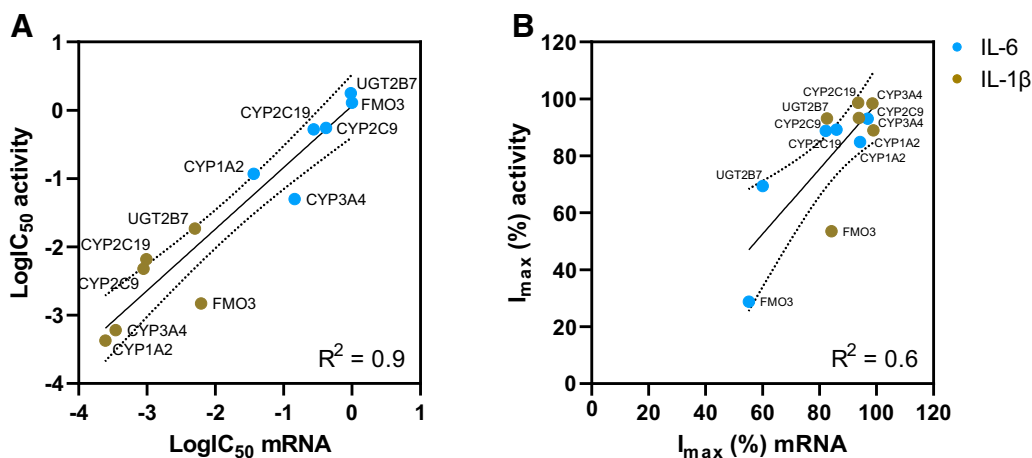 A
LogIC50 activity
1
0
-1
-2
-3
-4
-4
-3
-2
-1
0
1
LogIC50 mRNA
UGT2B7
FMO3
CYP2C19
CYP2C9
CYP1A2
CYP3A4
UGT2B7
CYP2C19
CYP2C9
FMO3
CYP3A4
CYP1A2
R2 = 0.9
B
Imax (%) activity
120
100
80
60
40
20
0
0
20
40
60
80
100
120
Imax (%) mRNA
CYP2C19
CYP3A4
UGT2B7
CYP2C9
CYP2C9
CYP3A4
CYP2C19
CYP1A2
CYP1A2
UGT2B7
FMO3
FMO3
R2 = 0.6
IL-6
IL-1β